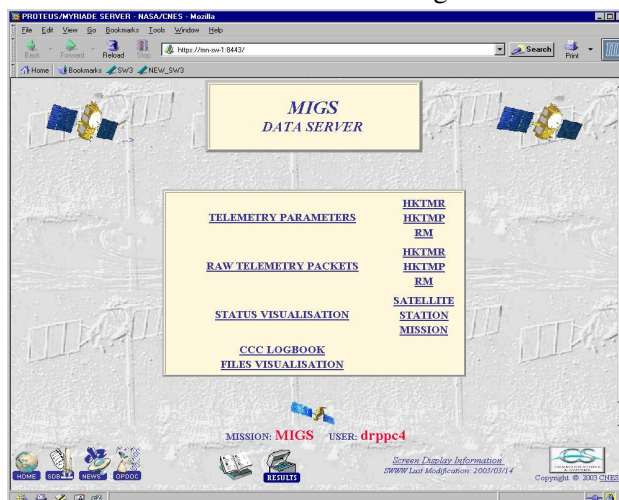 PROTEUS/MYRIADE SERVER - NASA/CNES - Mozilla
File Edit View Go Bookmarks Tools Window Help
Back Forward Reload Stop https://mn-sw-1:8443/ Search Print
Home Bookmarks SW3 NEW_SW3
MIGS
DATA SERVER
-->
TELEMETRY PARAMETERS
HKTMR
HKTMP
RM
RAW TELEMETRY PACKETS
HKTMR
HKTMP
RM
STATUS VISUALISATION
SATELLITE
STATION
MISSION
CCC LOGBOOK
FILES VISUALISATION
MISSION: MIGS USER: drppc4
HOME SDB NEWS OPOOC RESULTS
Screen Display Information
SWWW Last Modification: 2003/03/14
CS
Copyright © 2003 CNES